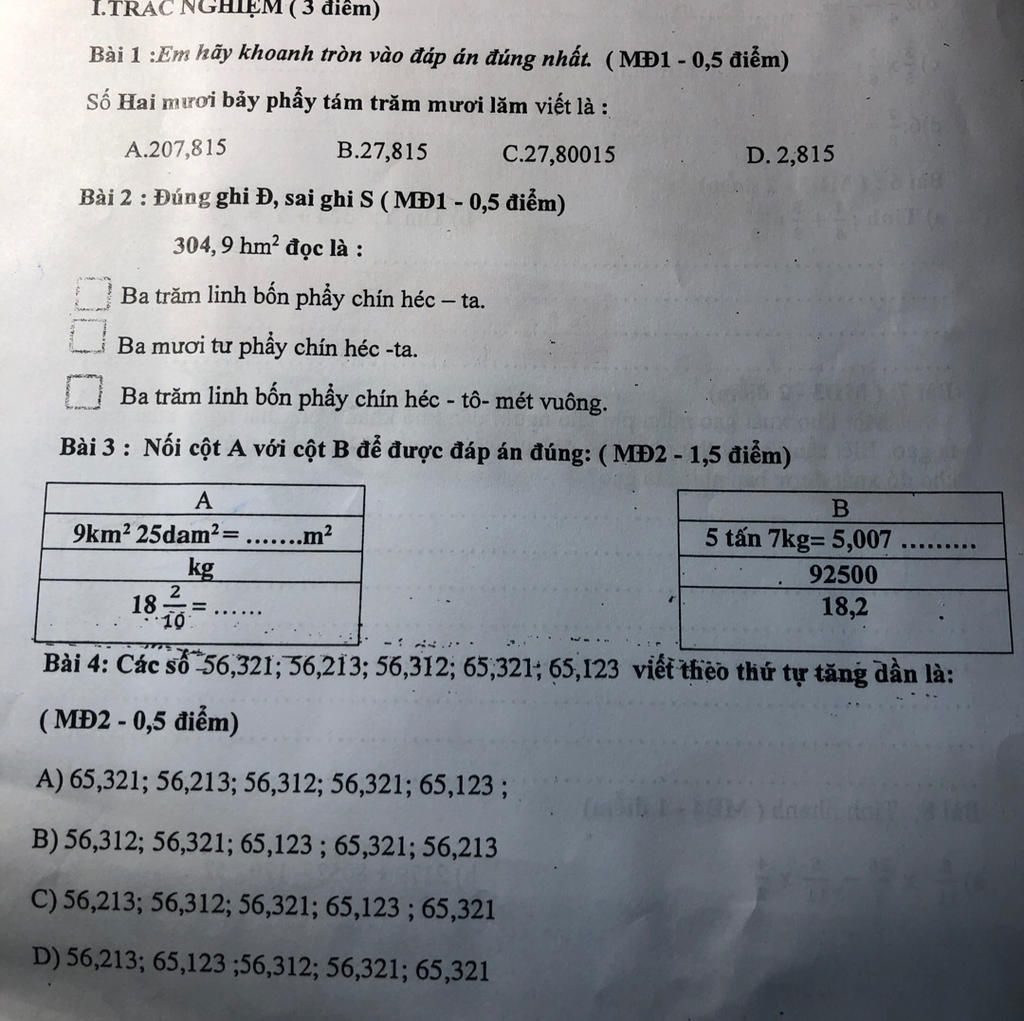 I.TRẮC NGHIỆM ( 3 điểm)
Bài 1 :Em hãy khoanh tròn vào đáp án đúng nhất. ( MĐ1 - 0,5 điểm)
Số Hai mươi bảy phẩy tám trăm mươi lăm viết là :
A.207,815 B.27,815 C.27,80015 D. 2,815
Bài 2 : Đúng ghi Đ, sai ghi S ( MĐ1 - 0,5 điểm)
304, 9 hm² đọc là :
Ba trăm linh bốn phẩy chín héc – ta.
Ba mươi tư phẩy chín héc -ta.
Ba trăm linh bốn phẩy chín héc - tô- mét vuông.
Bài 3 : Nối cột A với cột B để được đáp án đúng: ( MĐ2 - 1,5 điểm)
A
9km² 25dam² = .......m²
kg
18 2/10 = ......
B
5 tấn 7kg= 5,007 .........
92500
18,2
Bài 4: Các số 56,321; 56,213; 56,312; 65,321; 65,123 viết theo thứ tự tăng dần là:
( MĐ2 - 0,5 điểm)
A) 65,321; 56,213; 56,312; 56,321; 65,123 ;
B) 56,312; 56,321; 65,123 ; 65,321; 56,213
C) 56,213; 56,312; 56,321; 65,123 ; 65,321
D) 56,213; 65,123 ;56,312; 56,321; 65,321